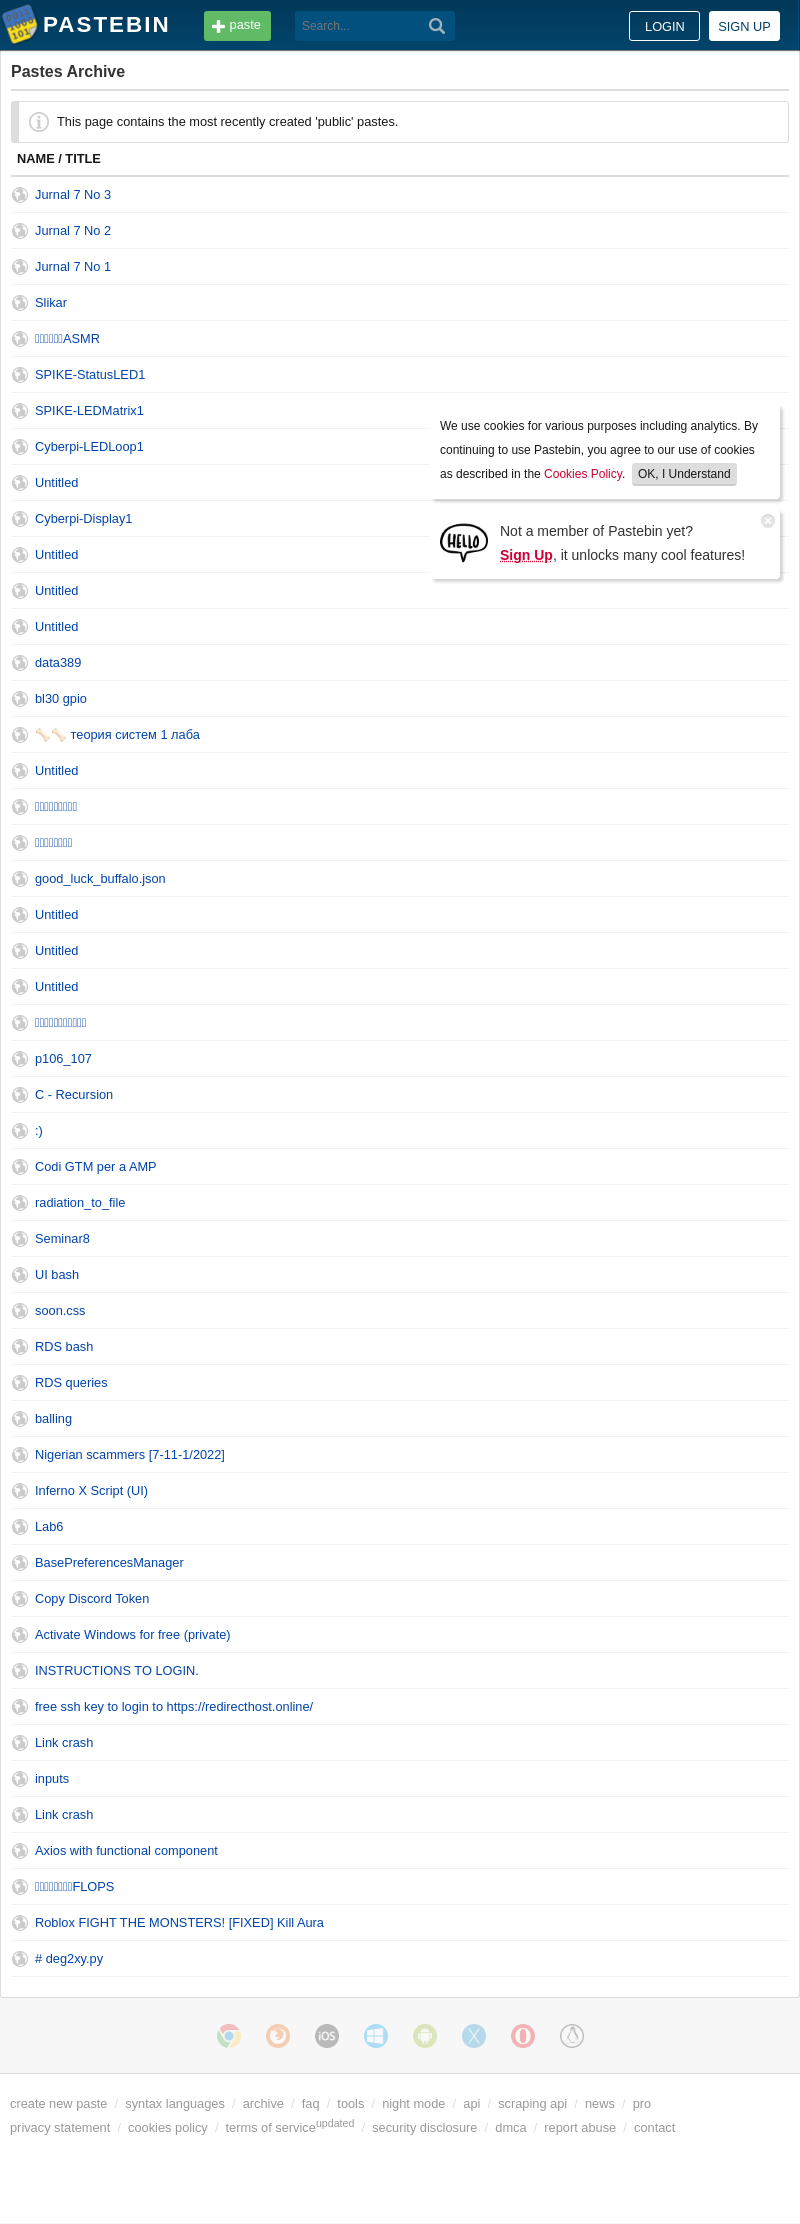 PASTEBIN
paste
Search...
LOGIN
SIGN UP
Pastes Archive
This page contains the most recently created 'public' pastes.
NAME / TITLE
Jurnal 7 No 3
Jurnal 7 No 2
Jurnal 7 No 1
Slikar
ASMR
SPIKE-StatusLED1
SPIKE-LEDMatrix1
Cyberpi-LEDLoop1
Untitled
Cyberpi-Display1
Untitled
Untitled
Untitled
data389
bl30 gpio
🦴🦴 теория систем 1 лаба
Untitled
good_luck_buffalo.json
Untitled
Untitled
Untitled
p106_107
C - Recursion
:)
Codi GTM per a AMP
radiation_to_file
Seminar8
UI bash
soon.css
RDS bash
RDS queries
balling
Nigerian scammers [7-11-1/2022]
Inferno X Script (UI)
Lab6
BasePreferencesManager
Copy Discord Token
Activate Windows for free (private)
INSTRUCTIONS TO LOGIN.
free ssh key to login to https://redirecthost.online/
Link crash
inputs
Link crash
Axios with functional component
FLOPS
Roblox FIGHT THE MONSTERS! [FIXED] Kill Aura
# deg2xy.py
We use cookies for various purposes including analytics. By
continuing to use Pastebin, you agree to our use of cookies
as described in the Cookies Policy. OK, I Understand
HELLO
Not a member of Pastebin yet?
Sign Up, it unlocks many cool features!
iOS
create new paste / syntax languages / archive / faq / tools / night mode / api / scraping api / news / pro
privacy statement / cookies policy / terms of service updated / security disclosure / dmca / report abuse / contact